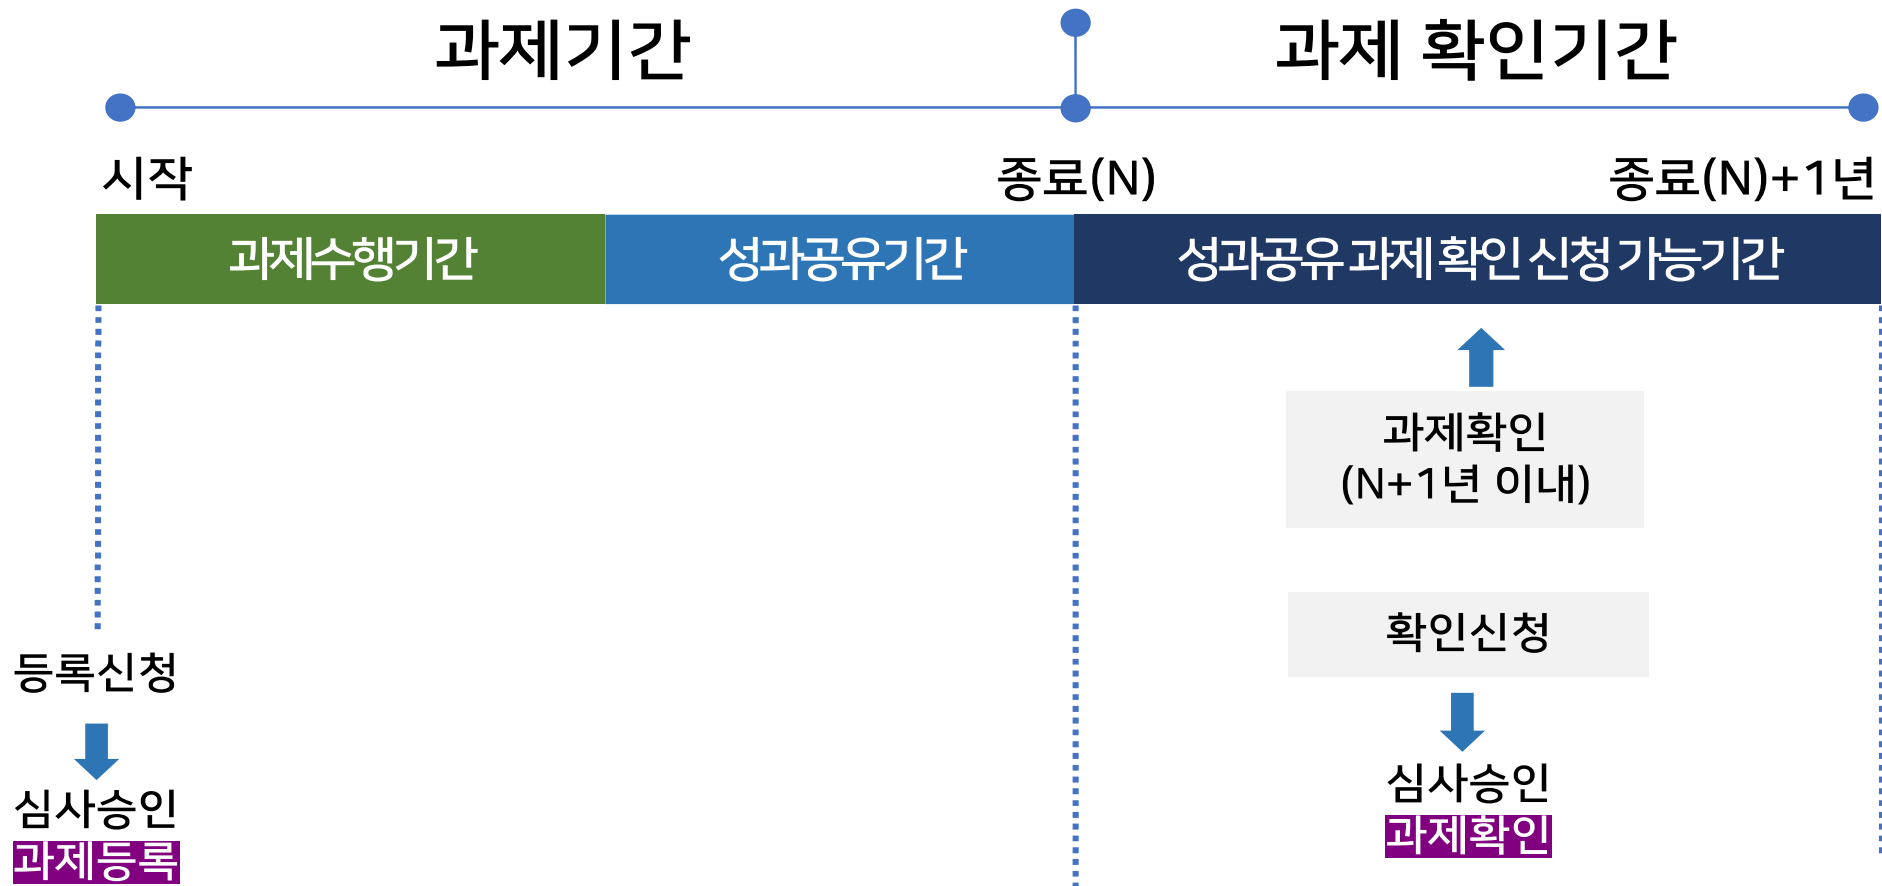 과제기간
과제 확인기간
시작
종료(N)
종료(N)+1년
과제수행기간
성과공유기간
성과공유 과제 확인 신청 가능기간
과제확인
(N+1년 이내)
확인신청
등록신청
심사승인
과제등록
심사승인
과제확인